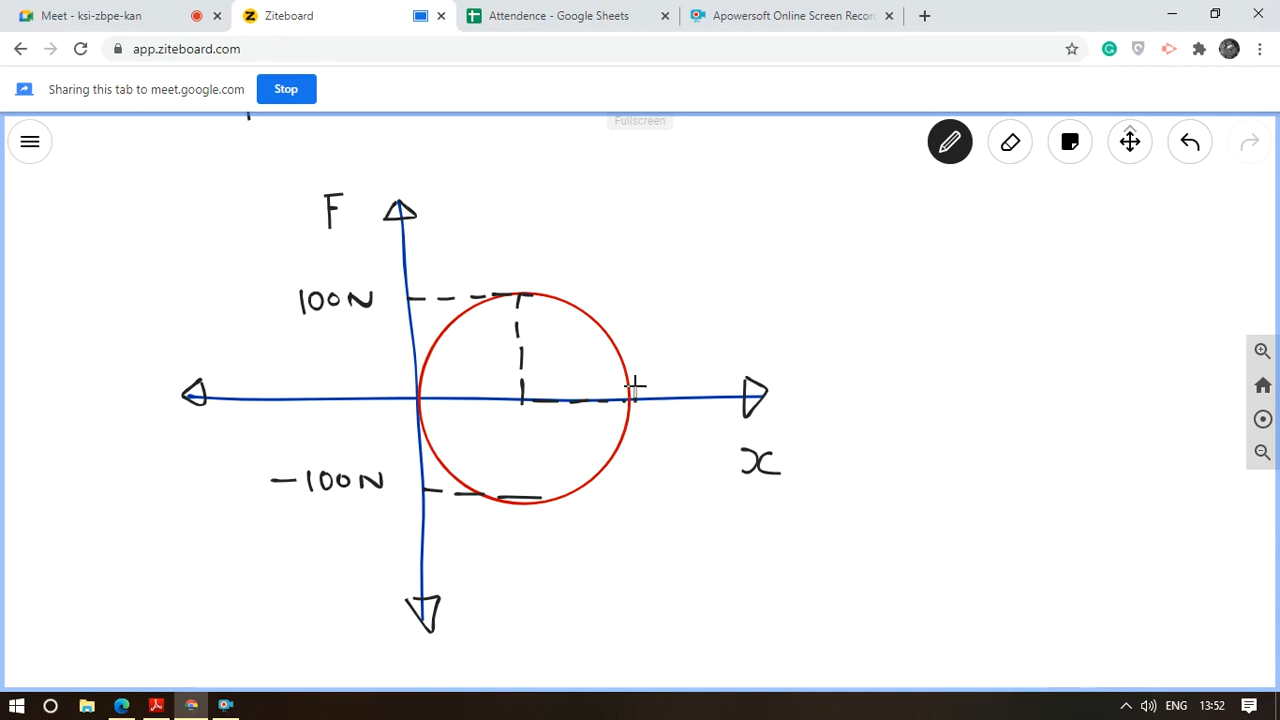 Meet - ksi-zbpe-kan
Ziteboard
Attendence - Google Sheets
Apowersoft Online Screen Recor
app.ziteboard.com
Sharing this tab to meet.google.com
Stop
Fullscreen
F
100N
-100N
x
ENG
13:52